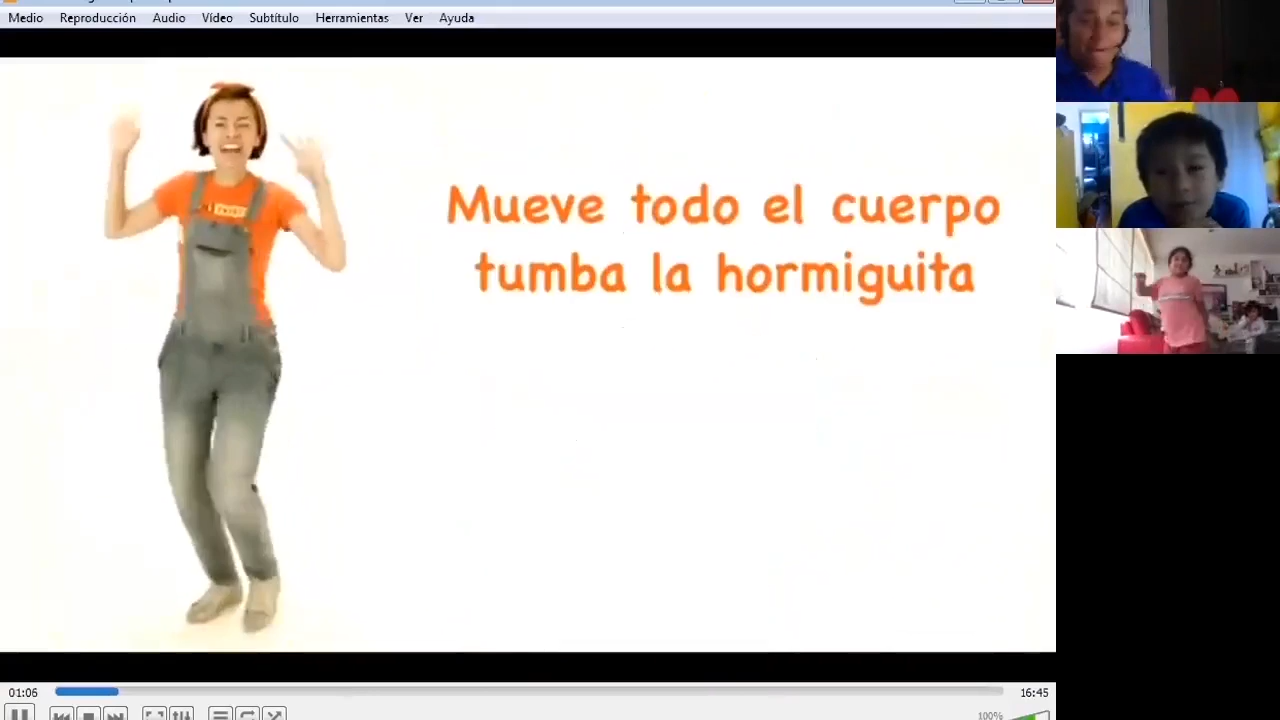 Medio Reproducción Audio Vídeo Subtítulo Herramientas Ver Ayuda
Mueve todo el cuerpo
tumba la hormiguita
01:06
16:45
100%